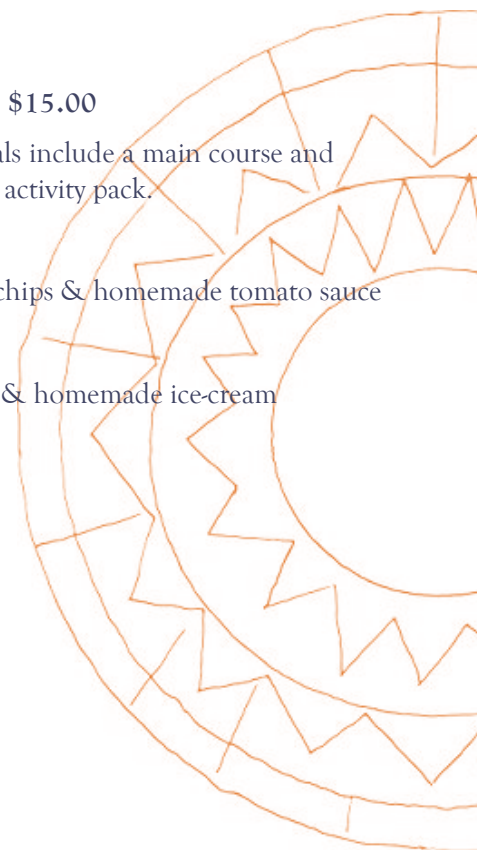 $15.00
als include a main course and
activity pack.
chips & homemade tomato sauce
& homemade ice-cream